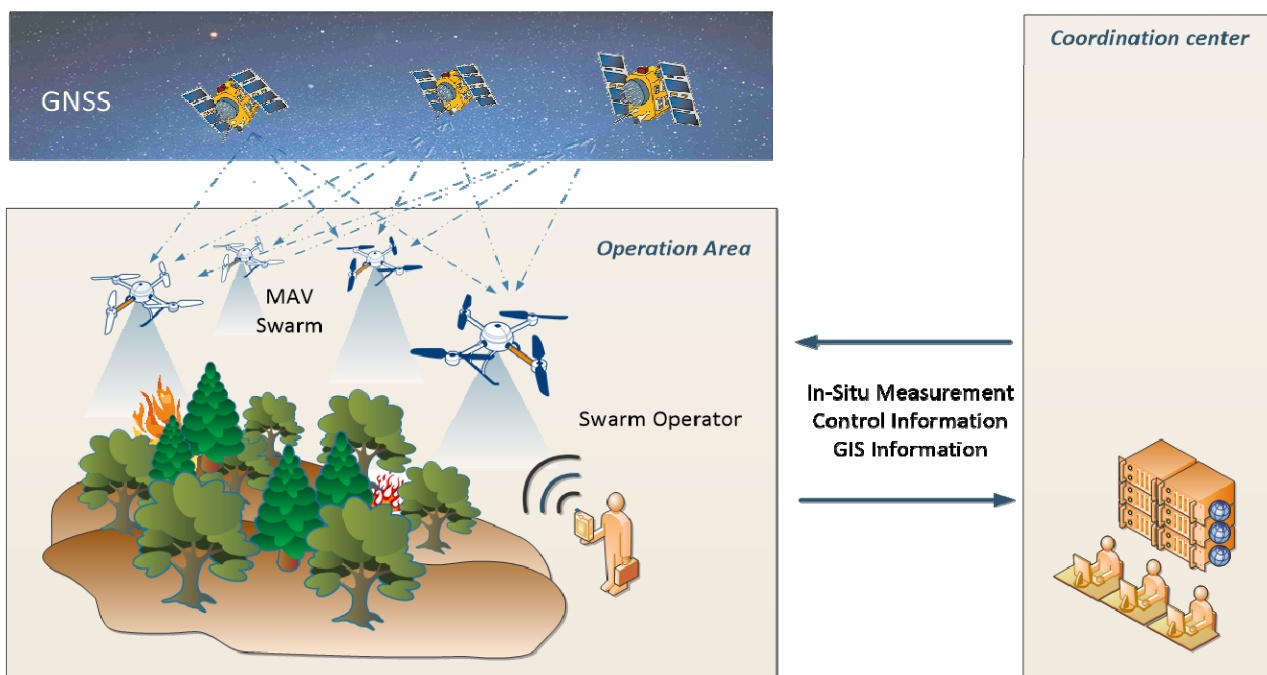 GNSS
Coordination center
Operation Area
MAV
Swarm
Swarm Operator
In-Situ Measurement
Control Information
GIS Information